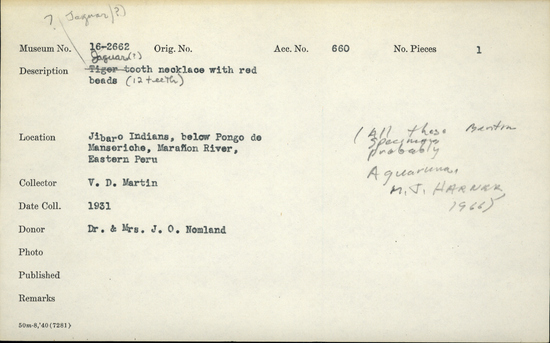 ? Jaguar(?)
Museum No. 16-2662 Orig. No. Acc. No. 660 No. Pieces 1
Jaguar(?)
Description Tiger tooth necklace with red
beads (12 teeth)
Location Jibaro Indians, below Pongo de
Manseriche, Marañon River,
Eastern Peru
(All these Martin
specimens
probably
Aguaruna,
M. J. HARNER,
1966)
Collector V. D. Martin
Date Coll. 1931
Donor Dr. & Mrs. J. O. Nomland
Photo
Published
Remarks
50m-8,'40(7281)